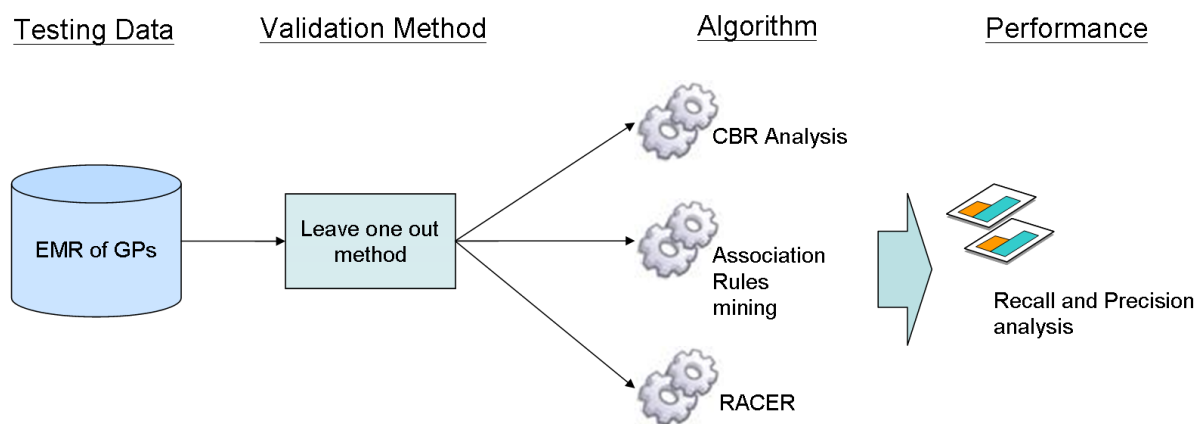 Testing Data
Validation Method
Algorithm
Performance
EMR of GPs
Leave one out
method
CBR Analysis
Association
Rules
mining
RACER
Recall and Precision
analysis